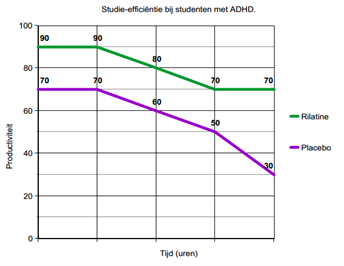 Studie-efficiëntie bij studenten met ADHD.
100
80
60
40
20
0
Productiviteit
90 90 80 70 70
70 70 60 50 30
Rilatine
Placebo
Tijd (uren)